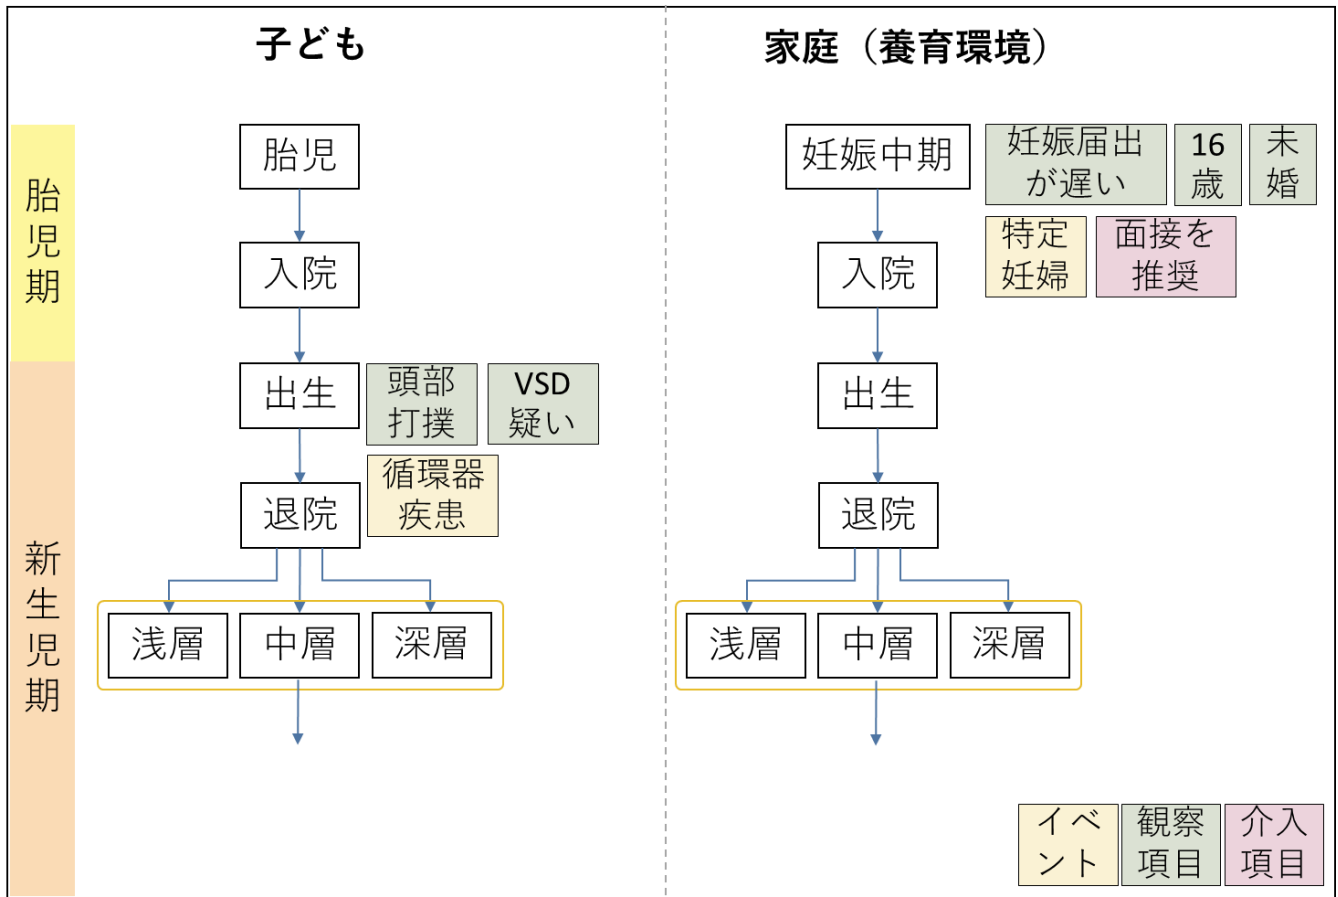 子ども
家庭（養育環境）
胎児期
新生児期
胎児
入院
出生
頭部
打撲
VSD
疑い
循環器
疾患
退院
浅層
中層
深層
妊娠中期
妊娠届出
が遅い
16
歳
未
婚
特定
妊婦
面接を
推奨
入院
出生
退院
浅層
中層
深層
イベ
ント
観察
項目
介入
項目